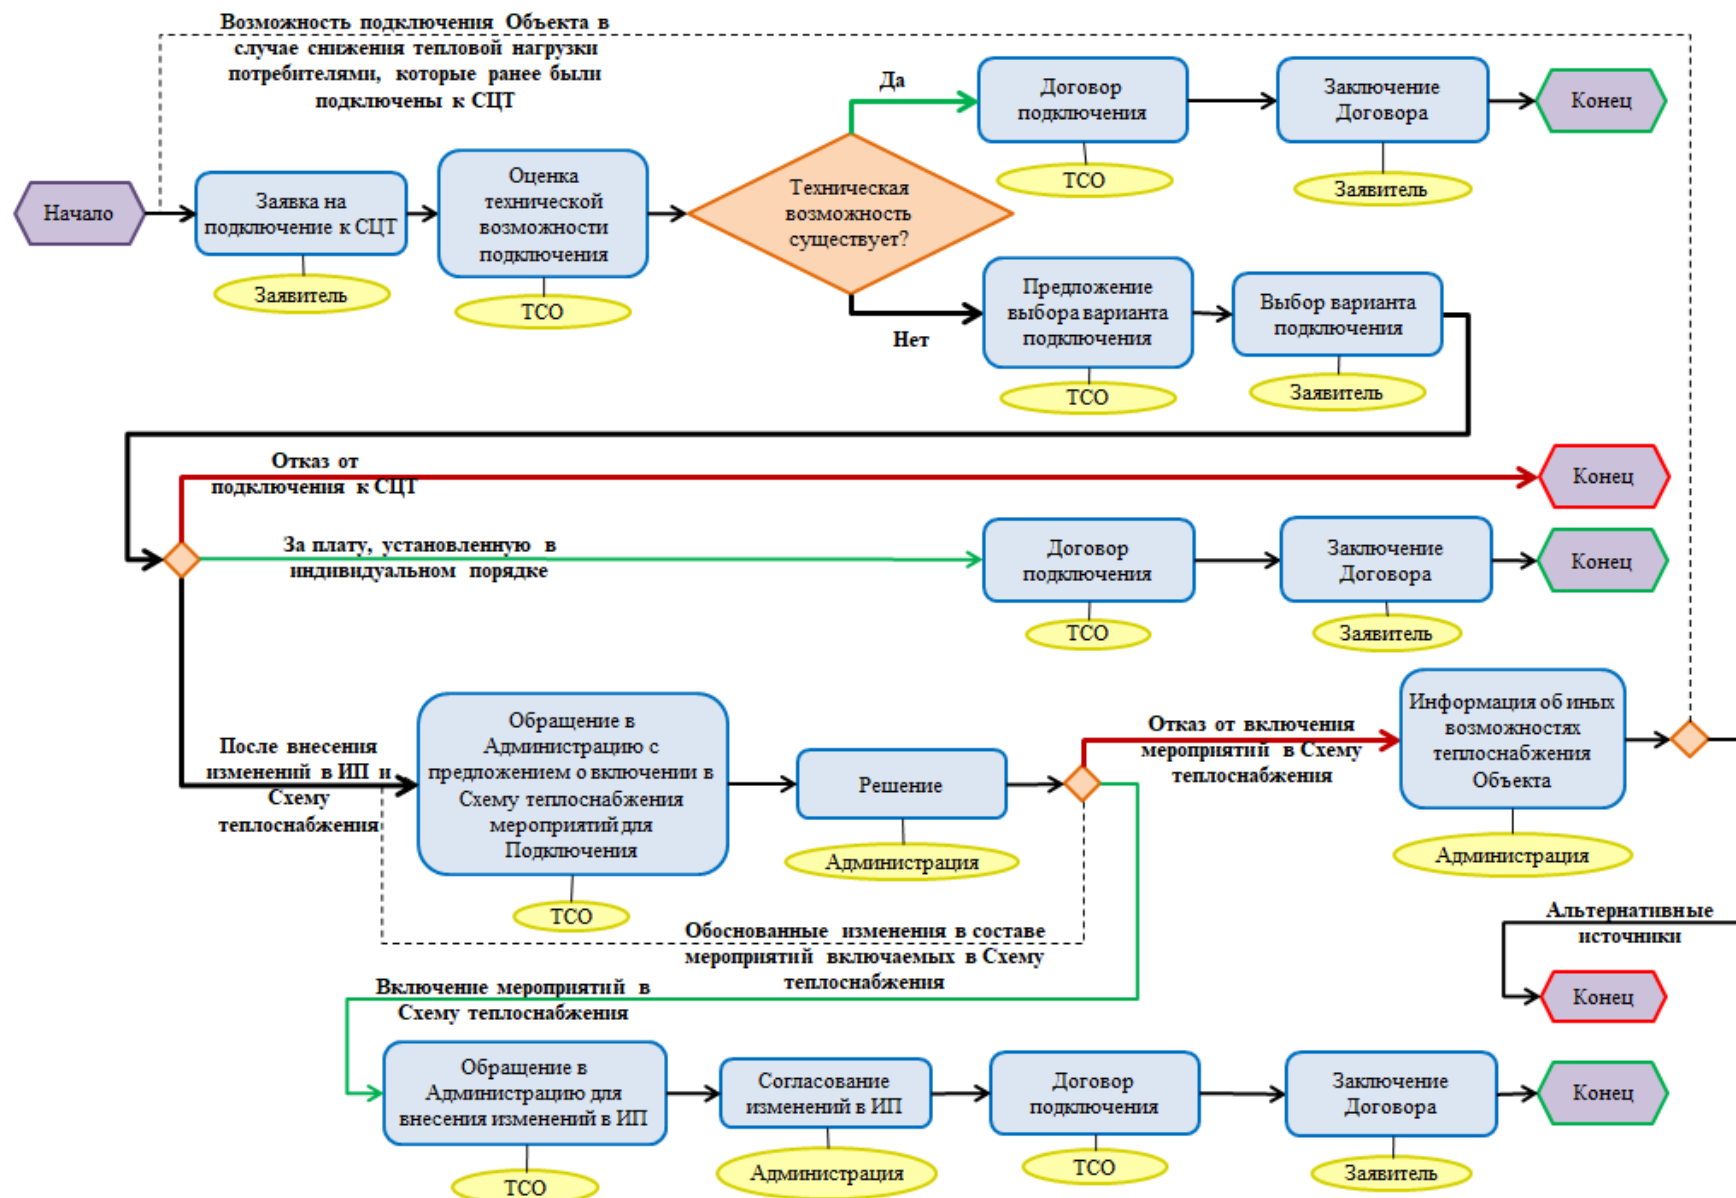 Возможность подключения Объекта в
случае снижения тепловой нагрузки
потребителями, которые ранее были
подключены к СЦТ
Да
Договор
подключения
Заключение
Договора
Конец
ТСО
Заявитель
Начало
Заявка на
подключение к СЦТ
Оценка
технической
возможности
подключения
Техническая
возможность
существует?
Заявитель
ТСО
Нет
Предложение
выбора варианта
подключения
Выбор варианта
подключения
ТСО
Заявитель
Отказ от
подключения к СЦТ
Конец
За плату, установленную в
индивидуальном порядке
Договор
подключения
Заключение
Договора
Конец
ТСО
Заявитель
После внесения
изменений в ИП и
Схему
теплоснабжения
Обращение в
Администрацию с
предложением о включении в
Схему теплоснабжения
мероприятий для
Подключения
Решение
Отказ от включения
мероприятий в Схему
теплоснабжения
Информация об иных
возможностях
теплоснабжения
Объекта
ТСО
Администрация
Администрация
Обоснованные изменения в составе
мероприятий включаемых в Схему
теплоснабжения
Альтернативные
источники
Конец
Включение мероприятий в
Схему теплоснабжения
Обращение в
Администрацию для
внесения изменений в ИП
Согласование
изменений в ИП
Договор
подключения
Заключение
Договора
Конец
ТСО
Администрация
ТСО
Заявитель